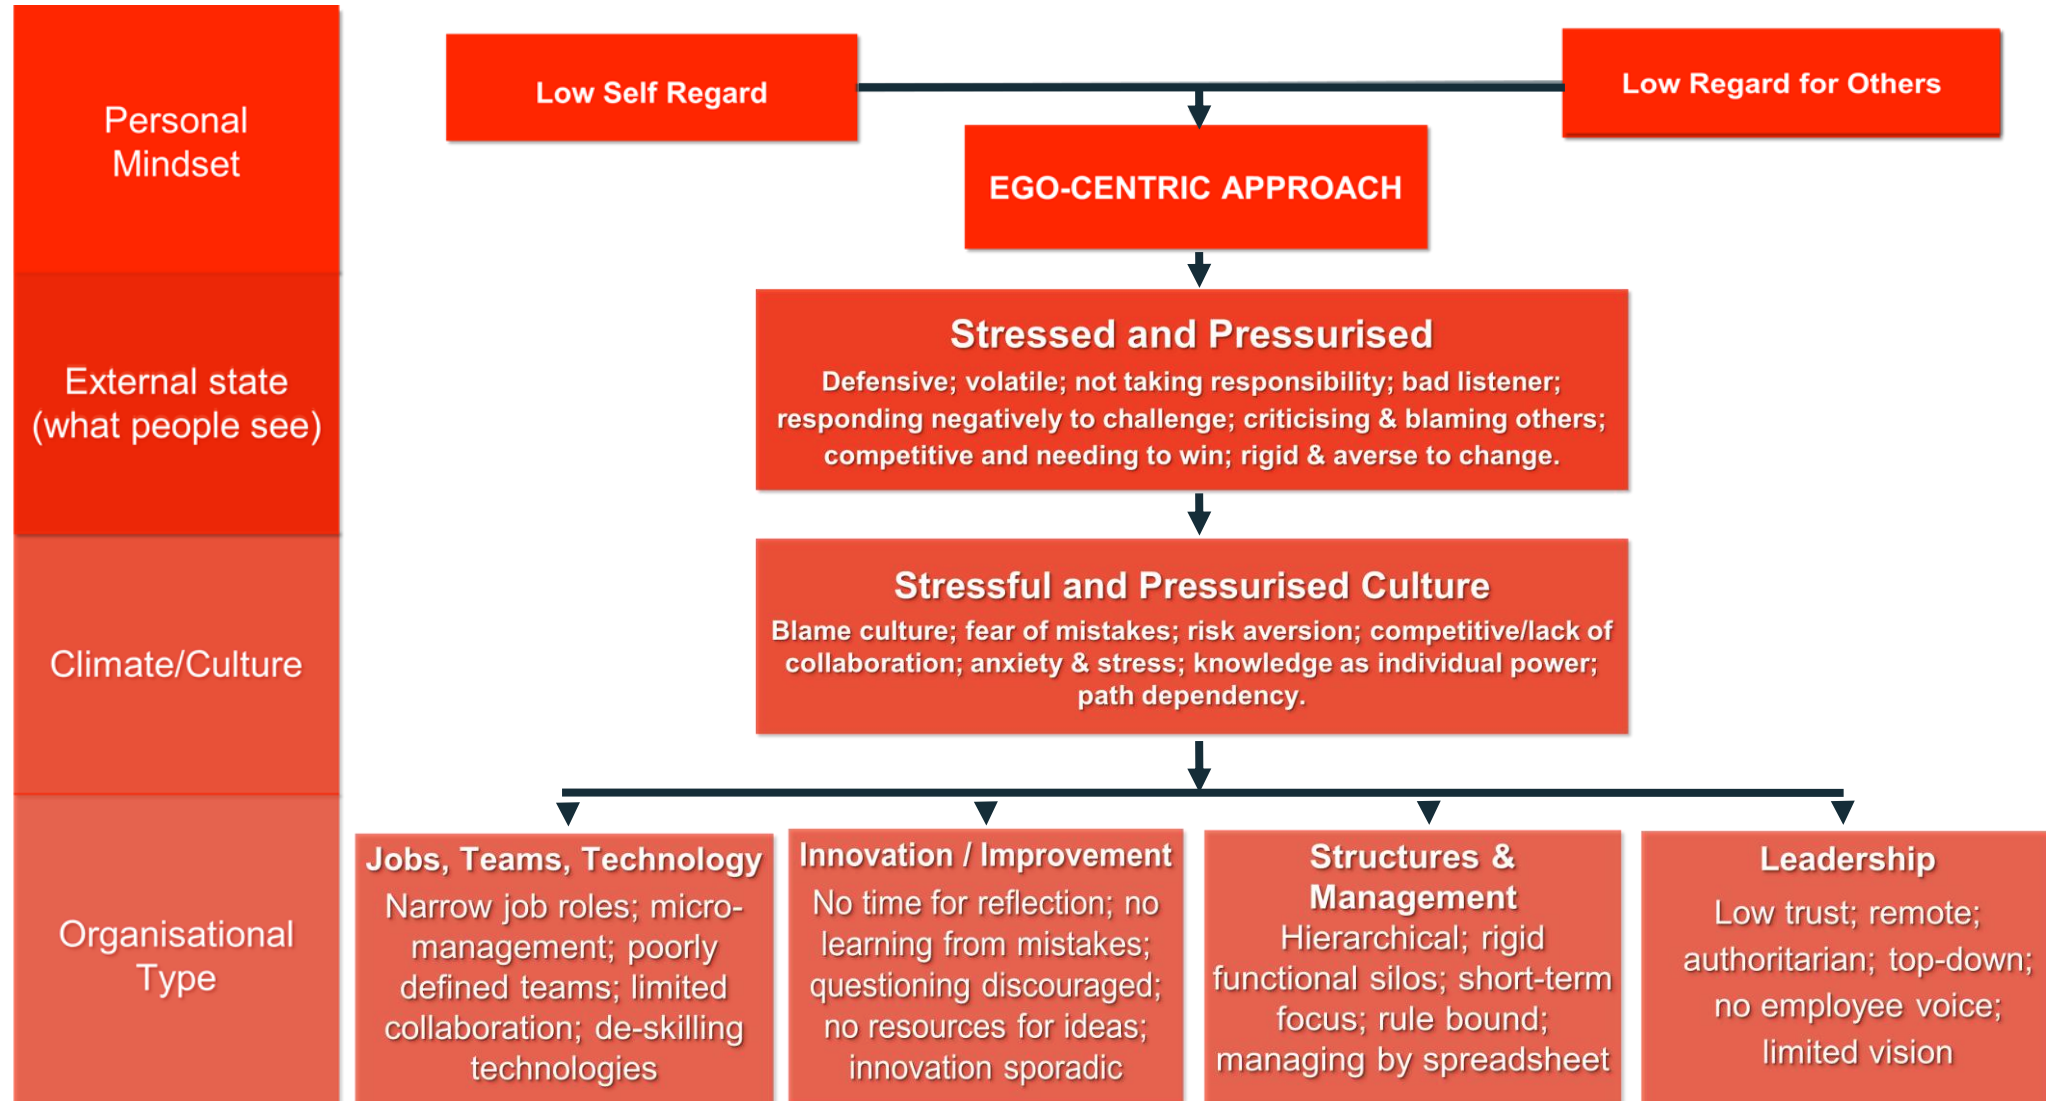 Personal
Mindset
Low Self Regard
Low Regard for Others
EGO-CENTRIC APPROACH
External state
(what people see)
Stressed and Pressurised
Defensive; volatile; not taking responsibility; bad listener;
responding negatively to challenge; criticising & blaming others;
competitive and needing to win; rigid & averse to change.
Climate/Culture
Stressful and Pressurised Culture
Blame culture; fear of mistakes; risk aversion; competitive/lack of
collaboration; anxiety & stress; knowledge as individual power;
path dependency.
Organisational
Type
Jobs, Teams, Technology
Narrow job roles; micro-
management; poorly
defined teams; limited
collaboration; de-skilling
technologies
Innovation / Improvement
No time for reflection; no
learning from mistakes;
questioning discouraged;
no resources for ideas;
innovation sporadic
Structures &
Management
Hierarchical; rigid
functional silos; short-term
focus; rule bound;
managing by spreadsheet
Leadership
Low trust; remote;
authoritarian; top-down;
no employee voice;
limited vision